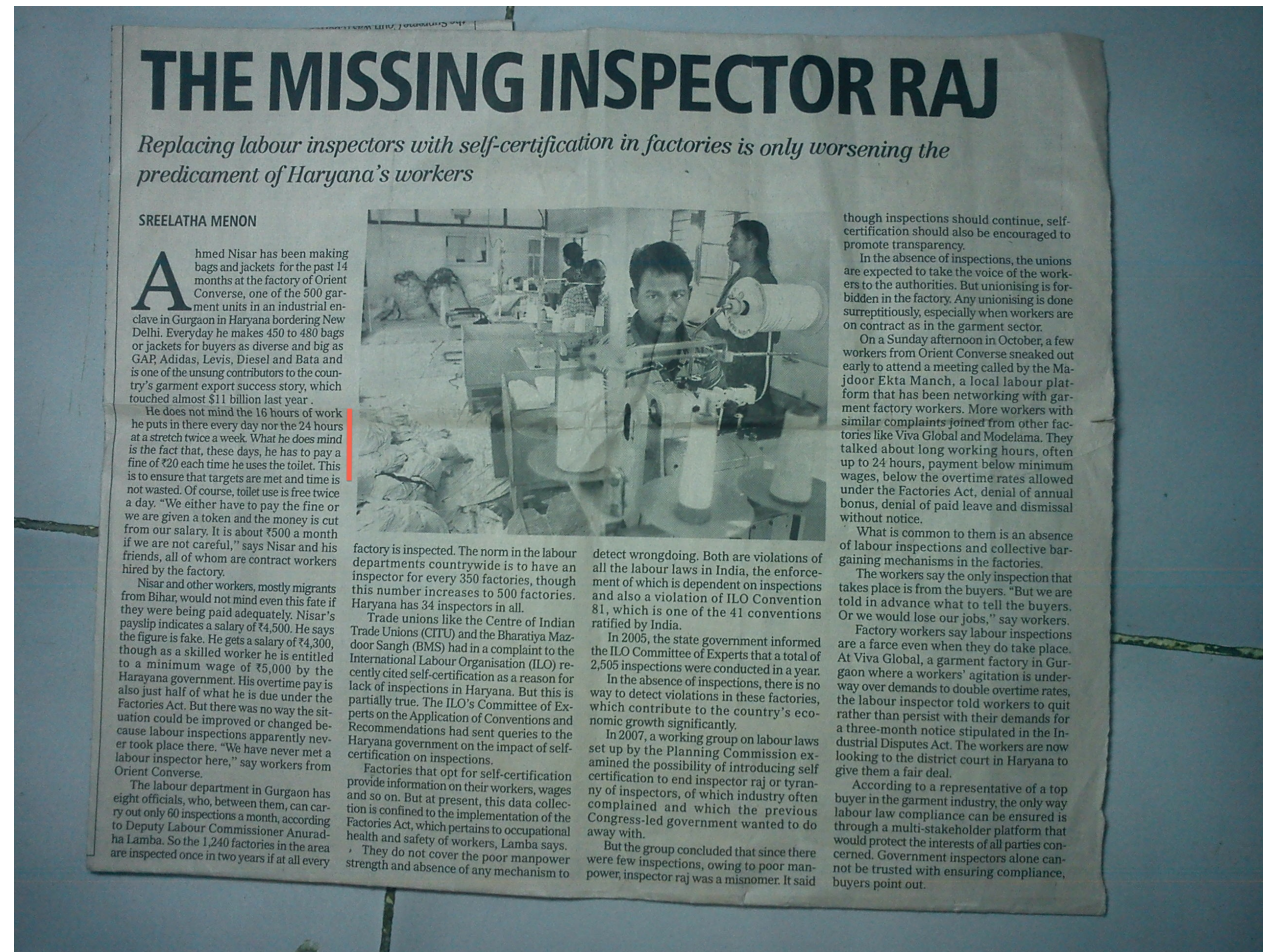 THE MISSING INSPECTOR RAJ
Replacing labour inspectors with self-certification in factories is only worsening the
predicament of Haryana's workers
SREELATHA MENON
Ahmed Nisar has been making
bags and jackets for the past 14
months at the factory of Orient
Converse, one of the 500 gar-
ment units in an industrial en-
clave in Gurgaon in Haryana bordering New
Delhi. Everyday he makes 450 to 480 bags
or jackets for buyers as diverse and big as
GAP, Adidas, Levis, Diesel and Bata and
is one of the unsung contributors to the coun-
try's garment export success story, which
touched almost $11 billion last year .
He does not mind the 16 hours of work
he puts in there every day nor the 24 hours
at a stretch twice a week. What he does mind
is the fact that, these days, he has to pay a
fine of ₹20 each time he uses the toilet. This
is to ensure that targets are met and time is
not wasted. Of course, toilet use is free twice
a day. “We either have to pay the fine or
we are given a token and the money is cut
from our salary. It is about ₹500 a month
if we are not careful,” says Nisar and his
friends, all of whom are contract workers
hired by the factory.
Nisar and other workers, mostly migrants
from Bihar, would not mind even this fate if
they were being paid adequately. Nisar's
payslip indicates a salary of ₹4,500. He says
the figure is fake. He gets a salary of ₹4,300,
though as a skilled worker he is entitled
to a minimum wage of ₹5,000 by the
Harayana government. His overtime pay is
also just half of what he is due under the
Factories Act. But there was no way the sit-
uation could be improved or changed be-
cause labour inspections apparently nev-
er took place there. “We have never met a
labour inspector here,” say workers from
Orient Converse.
The labour department in Gurgaon has
eight officials, who, between them, can car-
ry out only 60 inspections a month, according
to Deputy Labour Commissioner Anurad-
ha Lamba. So the 1,240 factories in the area
are inspected once in two years if at all every
factory is inspected. The norm in the labour
departments countrywide is to have an
inspector for every 350 factories, though
this number increases to 500 factories.
Haryana has 34 inspectors in all.
Trade unions like the Centre of Indian
Trade Unions (CITU) and the Bharatiya Maz-
door Sangh (BMS) had in a complaint to the
International Labour Organisation (ILO) re-
cently cited self-certification as a reason for
lack of inspections in Haryana. But this is
partially true. The ILO's Committee of Ex-
perts on the Application of Conventions and
Recommendations had sent queries to the
Haryana government on the impact of self-
certification on inspections.
Factories that opt for self-certification
provide information on their workers, wages
and so on. But at present, this data collec-
tion is confined to the implementation of the
Factories Act, which pertains to occupational
health and safety of workers, Lamba says.
They do not cover the poor manpower
strength and absence of any mechanism to
detect wrongdoing. Both are violations of
all the labour laws in India, the enforce-
ment of which is dependent on inspections
and also a violation of ILO Convention
81, which is one of the 41 conventions
ratified by India.
In 2005, the state government informed
the ILO Committee of Experts that a total of
2,505 inspections were conducted in a year.
In the absence of inspections, there is no
way to detect violations in these factories,
which contribute to the country's eco-
nomic growth significantly.
In 2007, a working group on labour laws
set up by the Planning Commission ex-
amined the possibility of introducing self
certification to end inspector raj or tyran-
ny of inspectors, of which industry often
complained and which the previous
Congress-led government wanted to do
away with.
But the group concluded that since there
were few inspections, owing to poor man-
power, inspector raj was a misnomer. It said
though inspections should continue, self-
certification should also be encouraged to
promote transparency.
In the absence of inspections, the unions
are expected to take the voice of the work-
ers to the authorities. But unionising is for-
bidden in the factory. Any unionising is done
surreptitiously, especially when workers are
on contract as in the garment sector.
On a Sunday afternoon in October, a few
workers from Orient Converse sneaked out
early to attend a meeting called by the Ma-
jdoor Ekta Manch, a local labour plat-
form that has been networking with gar-
ment factory workers. More workers with
similar complaints joined from other fac-
tories like Viva Global and Modelama. They
talked about long working hours, often
up to 24 hours, payment below minimum
wages, below the overtime rates allowed
under the Factories Act, denial of annual
bonus, denial of paid leave and dismissal
without notice.
What is common to them is an absence
of labour inspections and collective bar-
gaining mechanisms in the factories.
The workers say the only inspection that
takes place is from the buyers. “But we are
told in advance what to tell the buyers.
Or we would lose our jobs,” say workers.
Factory workers say labour inspections
are a farce even when they do take place.
At Viva Global, a garment factory in Gur-
gaon where a workers' agitation is under-
way over demands to double overtime rates,
the labour inspector told workers to quit
rather than persist with their demands for
a three-month notice stipulated in the In-
dustrial Disputes Act. The workers are now
looking to the district court in Haryana to
give them a fair deal.
According to a representative of a top
buyer in the garment industry, the only way
labour law compliance can be ensured is
through a multi-stakeholder platform that
would protect the interests of all parties con-
cerned. Government inspectors alone can-
not be trusted with ensuring compliance,
buyers point out.